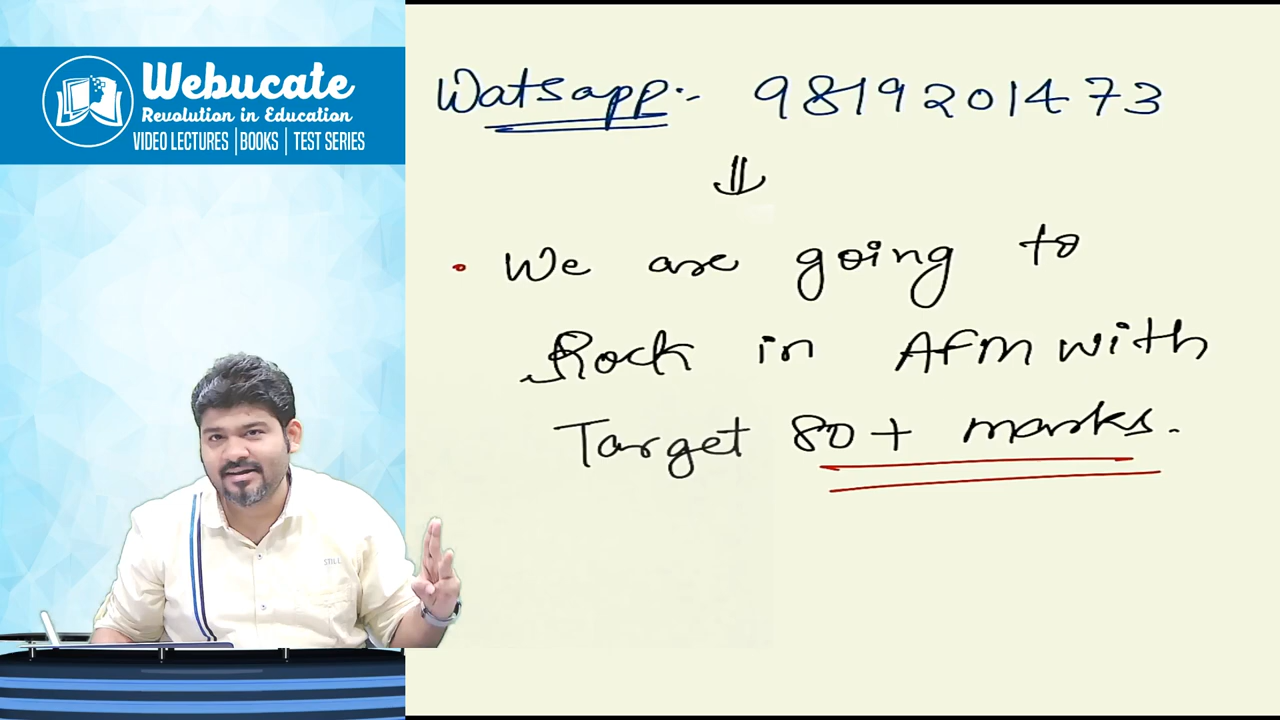 Webucate
Revolution in Education
VIDEO LECTURES | BOOKS | TEST SERIES
Watsapp:- 9819201473
⇓
• We are going to
Rock in AFM with
Target 80+ marks.